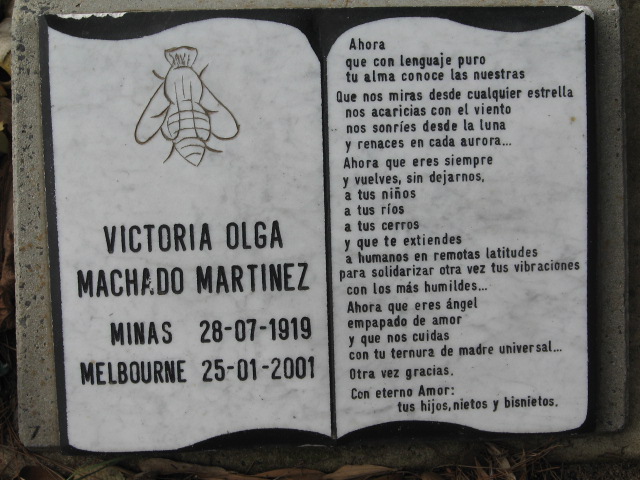 VICTORIA OLGA
MACHADO MARTINEZ
MINAS 28-07-1919
MELBOURNE 25-01-2001
Ahora
que con lenguaje puro
tu alma conoce las nuestras
Que nos miras desde cualquier estrella
nos acaricias con el viento
nos sonríes desde la luna
y renaces en cada aurora...
Ahora que eres siempre
y vuelves, sin dejarnos,
a tus niños
a tus ríos
a tus cerros
y que te extiendes
a humanos en remotas latitudes
para solidarizar otra vez tus vibraciones
con los más humildes...
Ahora que eres ángel
empapado de amor
y que nos cuidas
con tu ternura de madre universal...
Otra vez gracias.
Con eterno Amor:
tus hijos, nietos y bisnietos.